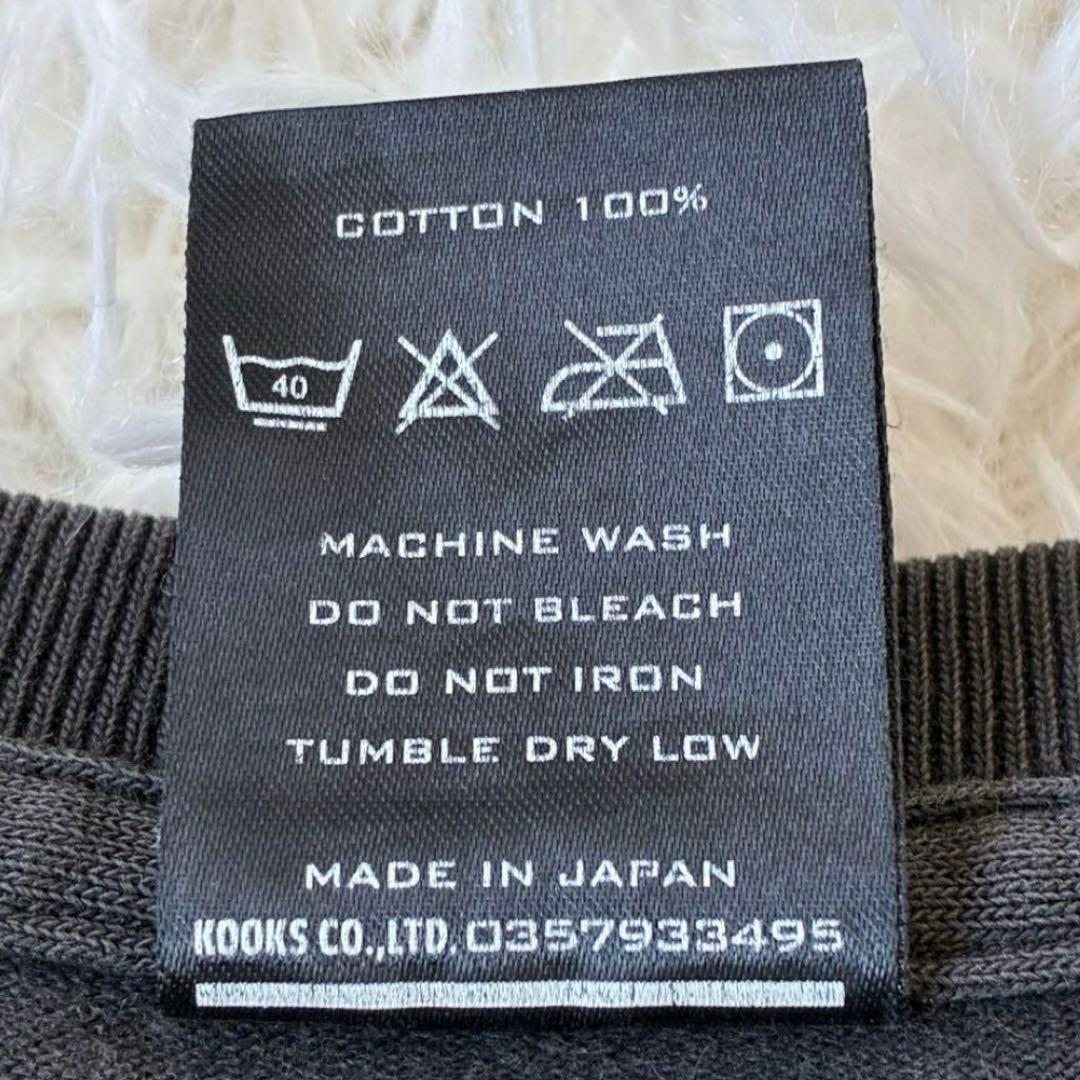 COTTON 100%
40
MACHINE WASH
DO NOT BLEACH
DO NOT IRON
TUMBLE DRY LOW
MADE IN JAPAN
KOOKS CO.,LTD. 0357933495